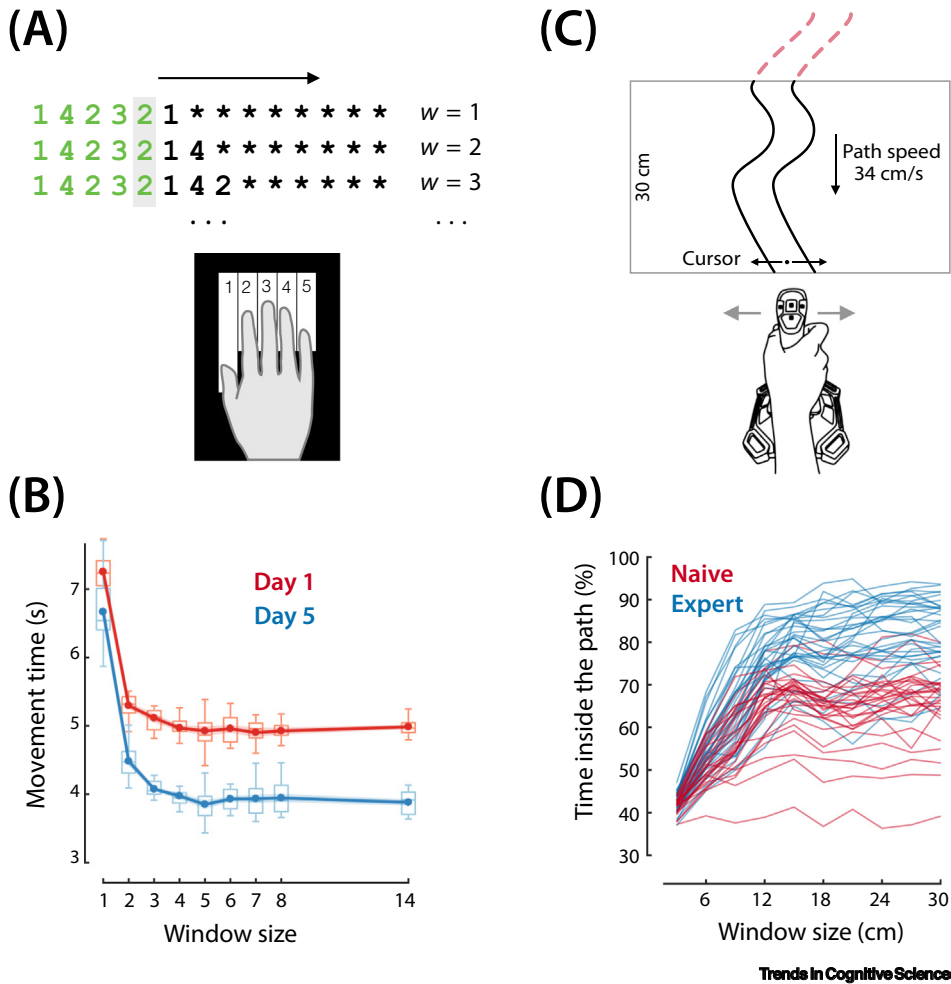 (A)
1 4 2 3 2 1 * * * * * * * * w = 1
1 4 2 3 2 1 4 * * * * * * * w = 2
1 4 2 3 2 1 4 2 * * * * * * w = 3
. . . . . .
1 2 3 4 5
(B)
Day 1
Day 5
Movement time (s)
7
6
5
4
3
1 2 3 4 5 6 7 8 14
Window size
(C)
30 cm
Path speed
34 cm/s
Cursor
(D)
Naive
Expert
Time inside the path (%)
100
90
80
70
60
50
40
30
6 12 18 24 30
Window size (cm)
Trends in Cognitive Science